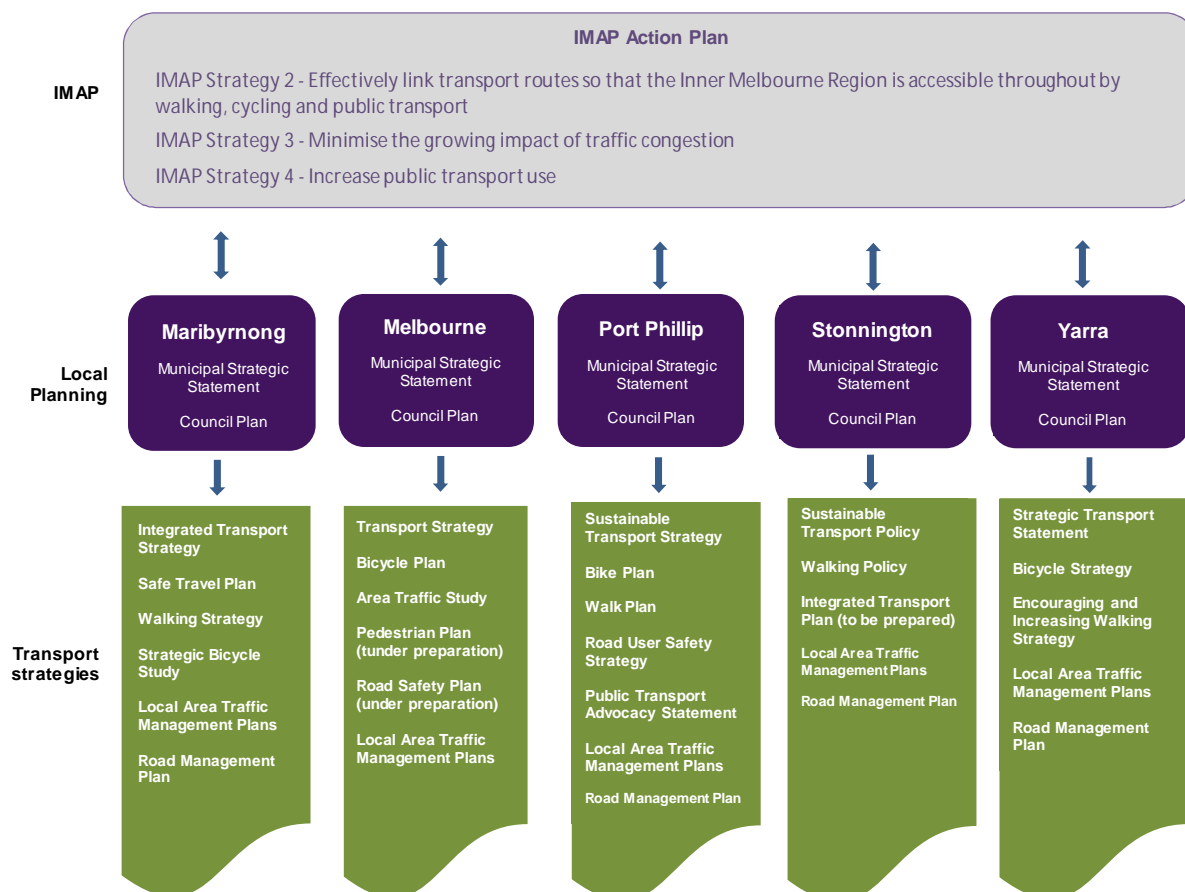 IMAP Action Plan
IMAP
IMAP Strategy 2 - Effectively link transport routes so that the Inner Melbourne Region is accessible throughout by
walking, cycling and public transport
IMAP Strategy 3 - Minimise the growing impact of traffic congestion
IMAP Strategy 4 - Increase public transport use
Local
Planning
Maribyrnong
Municipal Strategic
Statement
Council Plan
Melbourne
Municipal Strategic
Statement
Council Plan
Port Phillip
Municipal Strategic
Statement
Council Plan
Stonnington
Municipal Strategic
Statement
Council Plan
Yarra
Municipal Strategic
Statement
Council Plan
Transport
strategies
Integrated Transport
Strategy
Safe Travel Plan
Walking Strategy
Strategic Bicycle
Study
Local Area Traffic
Management Plans
Road Management
Plan
Transport Strategy
Bicycle Plan
Area Traffic Study
Pedestrian Plan
(tunder preparation)
Road Safety Plan
(under preparation)
Local Area Traffic
Management Plans
Sustainable
Transport Strategy
Bike Plan
Walk Plan
Road User Safety
Strategy
Public Transport
Advocacy Statement
Local Area Traffic
Management Plans
Road Management Plan
Sustainable
Transport Policy
Walking Policy
Integrated Transport
Plan (to be prepared)
Local Area Traffic
Management Plans
Road Management Plan
Strategic Transport
Statement
Bicycle Strategy
Encouraging and
Increasing Walking
Strategy
Local Area Traffic
Management Plans
Road Management
Plan